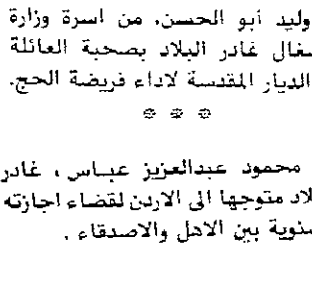 وليد أبو الحسن. من اسرة وزارة
شغال غادر البلاد بصحبة العائلة
الديار المقدسة لاداء فريضة الحج.
محمود عبدالعزيز عباس ، غادر
لاد متوجها الى الاردن لقضاء اجازته
سنوية بين الاهل والاصدقاء .